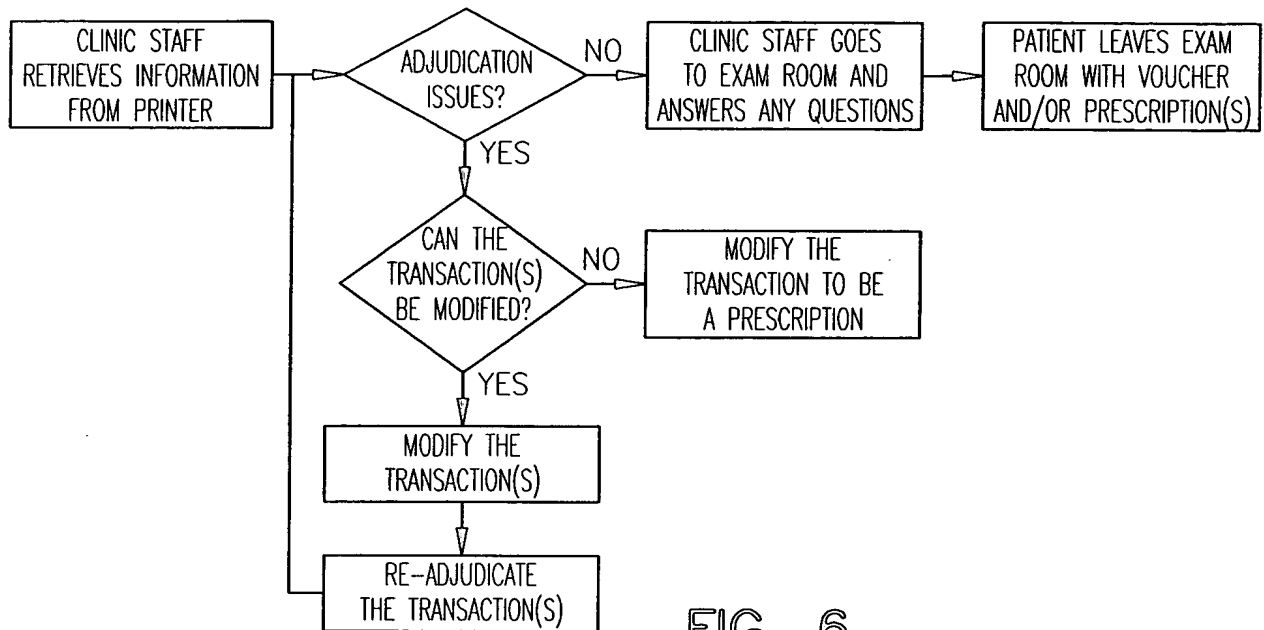 CLINIC STAFF
RETRIEVES INFORMATION
FROM PRINTER
ADJUDICATION
ISSUES?
NO
CLINIC STAFF GOES
TO EXAM ROOM AND
ANSWERS ANY QUESTIONS
PATIENT LEAVES EXAM
ROOM WITH VOUCHER
AND/OR PRESCRIPTION(S)
YES
CAN THE
TRANSACTION(S)
BE MODIFIED?
NO
MODIFY THE
TRANSACTION TO BE
A PRESCRIPTION
YES
MODIFY THE
TRANSACTION(S)
RE-ADJUDICATE
THE TRANSACTION(S)
FIG. 6